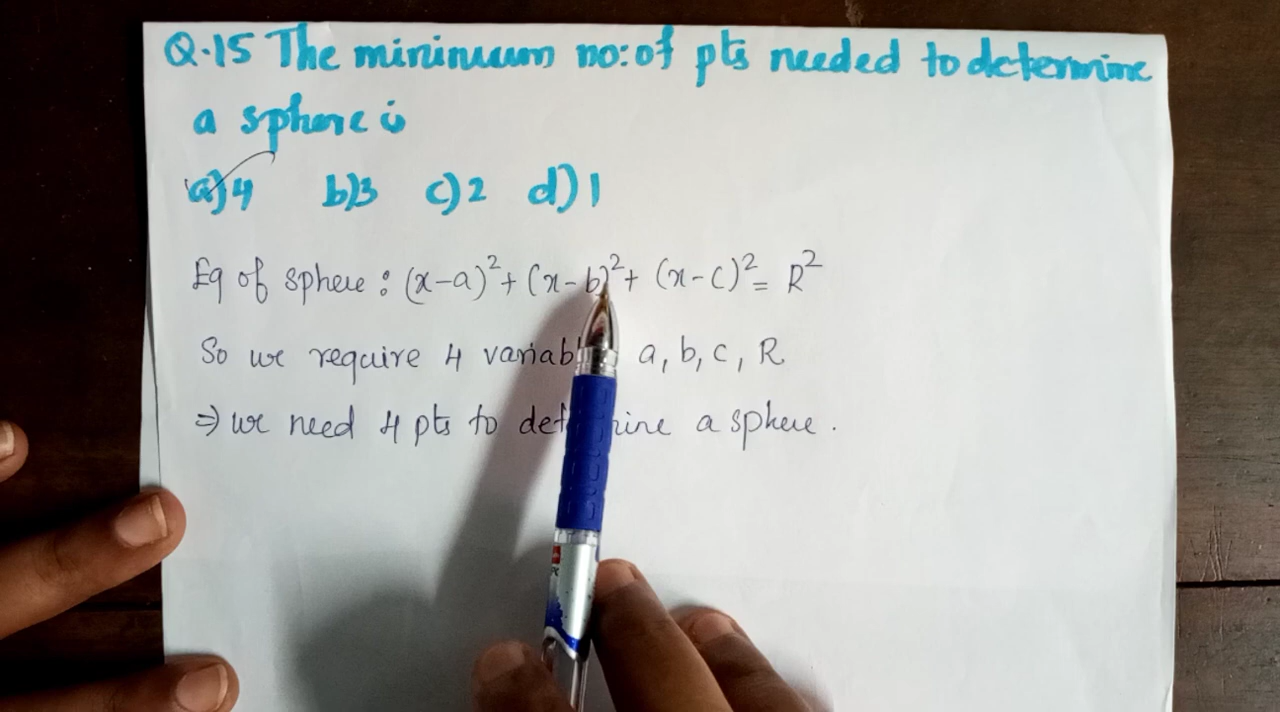 Q.15 The mininuum no: of pts needed to determine
a sphere is
a) 4 b) 3 c) 2 d) 1
Eq of sphere : (x-a)²+ (x-b)²+ (x-c)² = R²
So we require 4 a, b, c, R
⇒ we need 4 pts to a sphere .